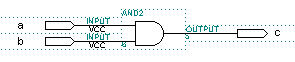 AND2
a INPUT VCC
b INPUT VCC
OUTPUT c